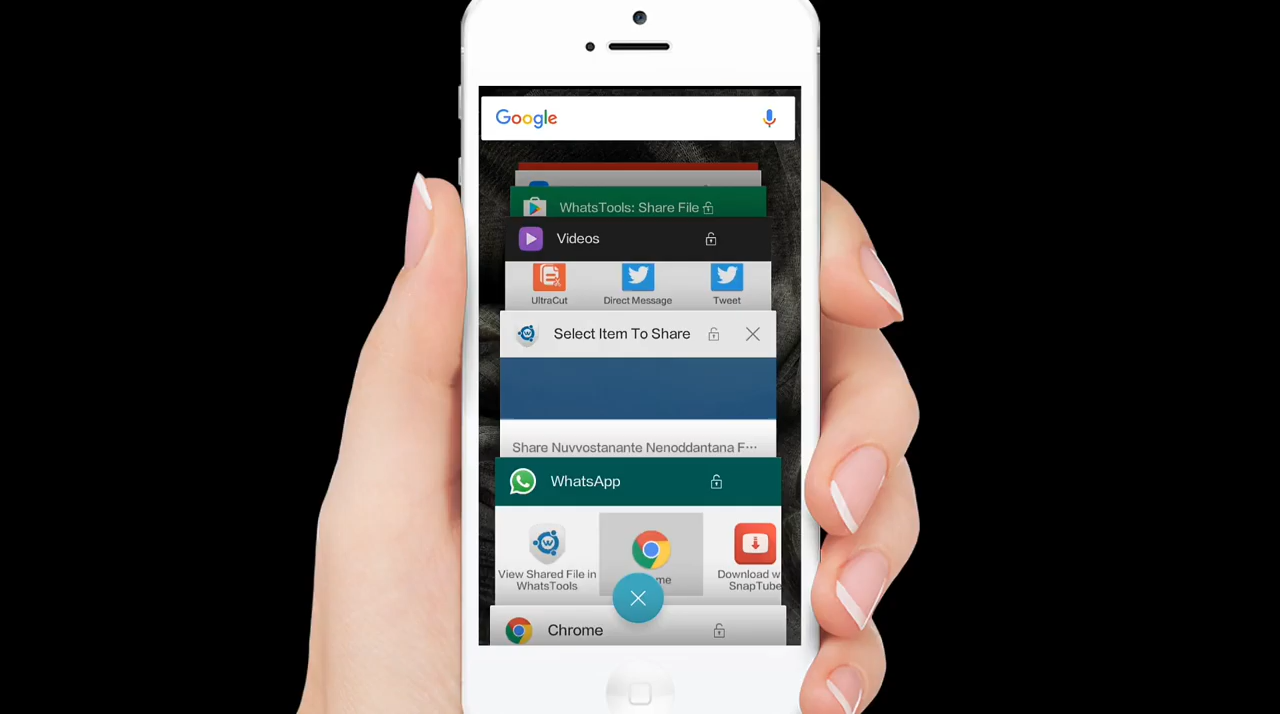 Google
WhatsTools: Share File
Videos
UltraCut
Direct Message
Tweet
Select Item To Share
Share Nuvvostanante Nenoddantana F···
WhatsApp
View Shared File in
WhatsTools
Download w
SnapTube
Chrome